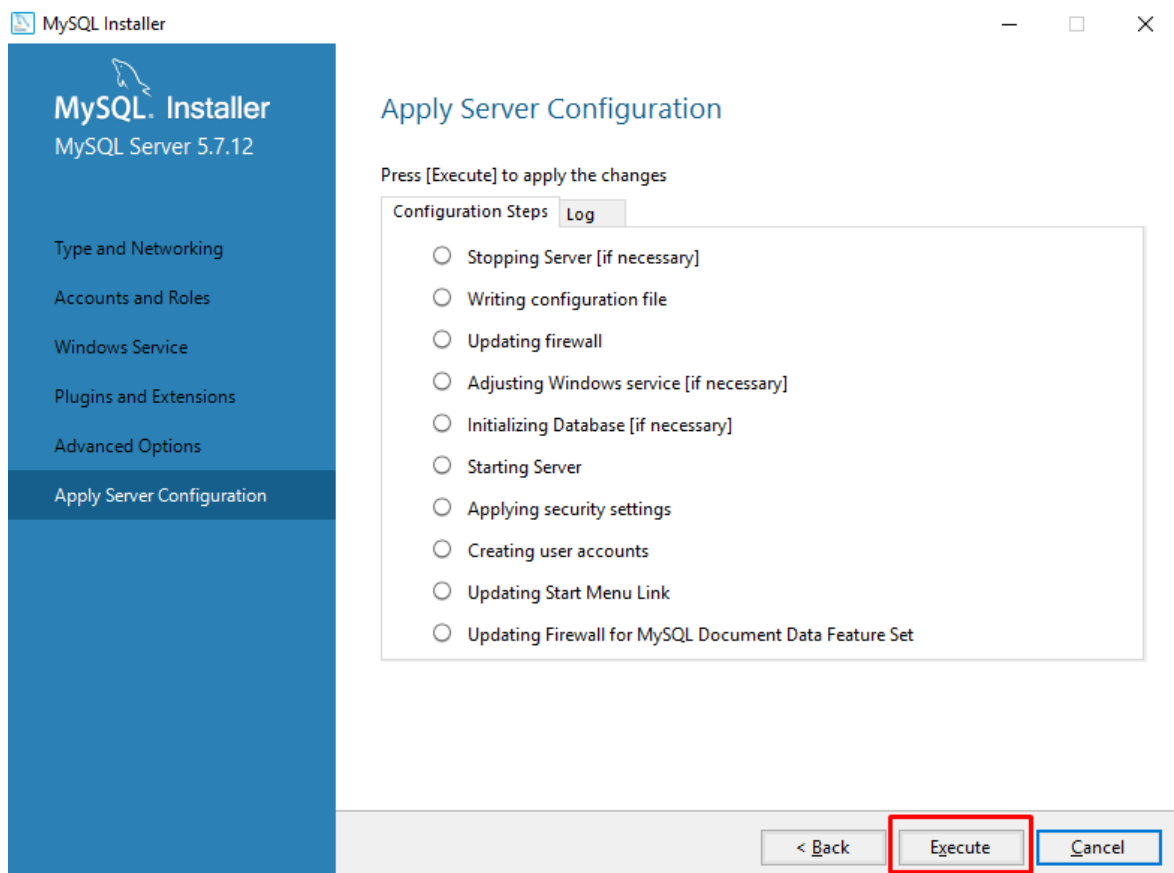 MySQL Installer
MySQL. Installer
MySQL Server 5.7.12
Type and Networking
Accounts and Roles
Windows Service
Plugins and Extensions
Advanced Options
Apply Server Configuration
Apply Server Configuration
Press [Execute] to apply the changes
Configuration Steps Log
Stopping Server [if necessary]
Writing configuration file
Updating firewall
Adjusting Windows service [if necessary]
Initializing Database [if necessary]
Starting Server
Applying security settings
Creating user accounts
Updating Start Menu Link
Updating Firewall for MySQL Document Data Feature Set
< Back Execute Cancel